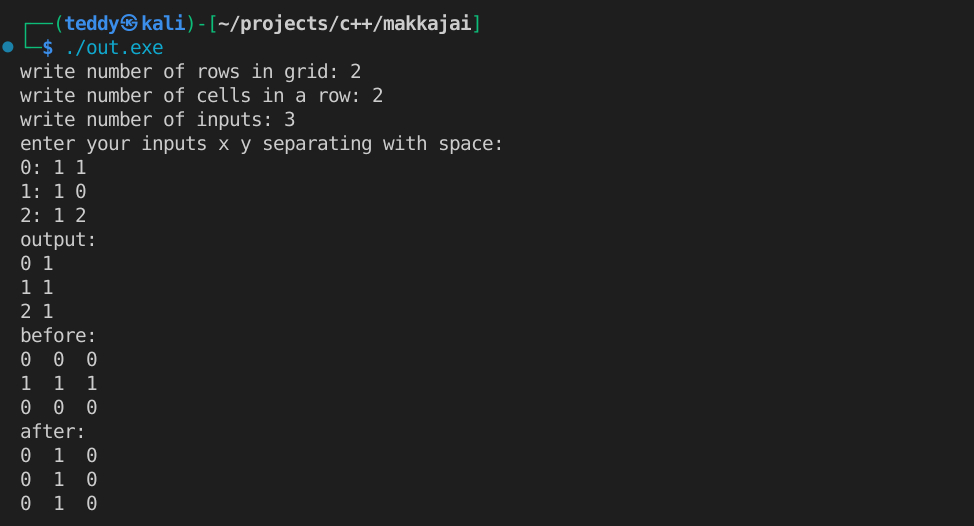 ┌──(teddy㉿kali)-[~/projects/c++/makkajai]
└─$ ./out.exe
write number of rows in grid: 2
write number of cells in a row: 2
write number of inputs: 3
enter your inputs x y separating with space:
0: 1 1
1: 1 0
2: 1 2
output:
0 1
1 1
2 1
before:
0  0  0
1  1  1
0  0  0
after:
0  1  0
0  1  0
0  1  0